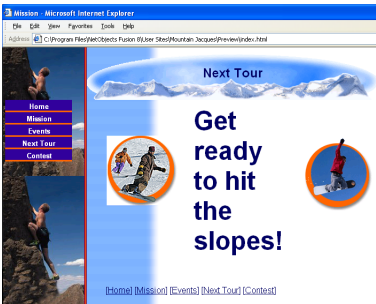 Mission - Microsoft Internet Explorer
File Edit View Favorites Tools Help
Address C:\Program Files\NetObjects Fusion 8\User Sites\Mountain Jacques\Preview\index.html
Next Tour
Home
Mission
Events
Next Tour
Contest
Get
ready
to hit
the
slopes!
[Home] [Mission] [Events] [Next Tour] [Contest]